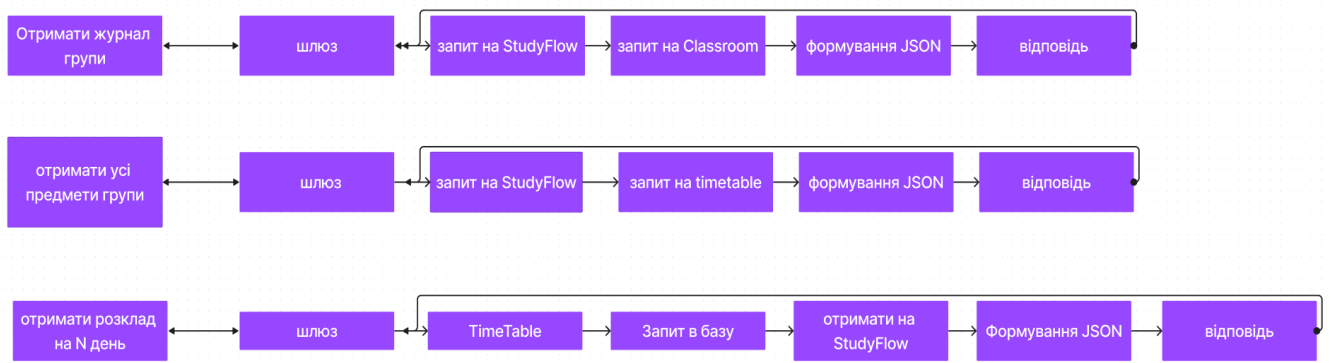 Отримати журнал
групи
шлюз
запит на StudyFlow
запит на Classroom
формування JSON
відповідь
отримати усі
предмети групи
шлюз
запит на StudyFlow
запит на timetable
формування JSON
відповідь
отримати розклад
на N день
шлюз
TimeTable
Запит в базу
отримати на
StudyFlow
Формування JSON
відповідь